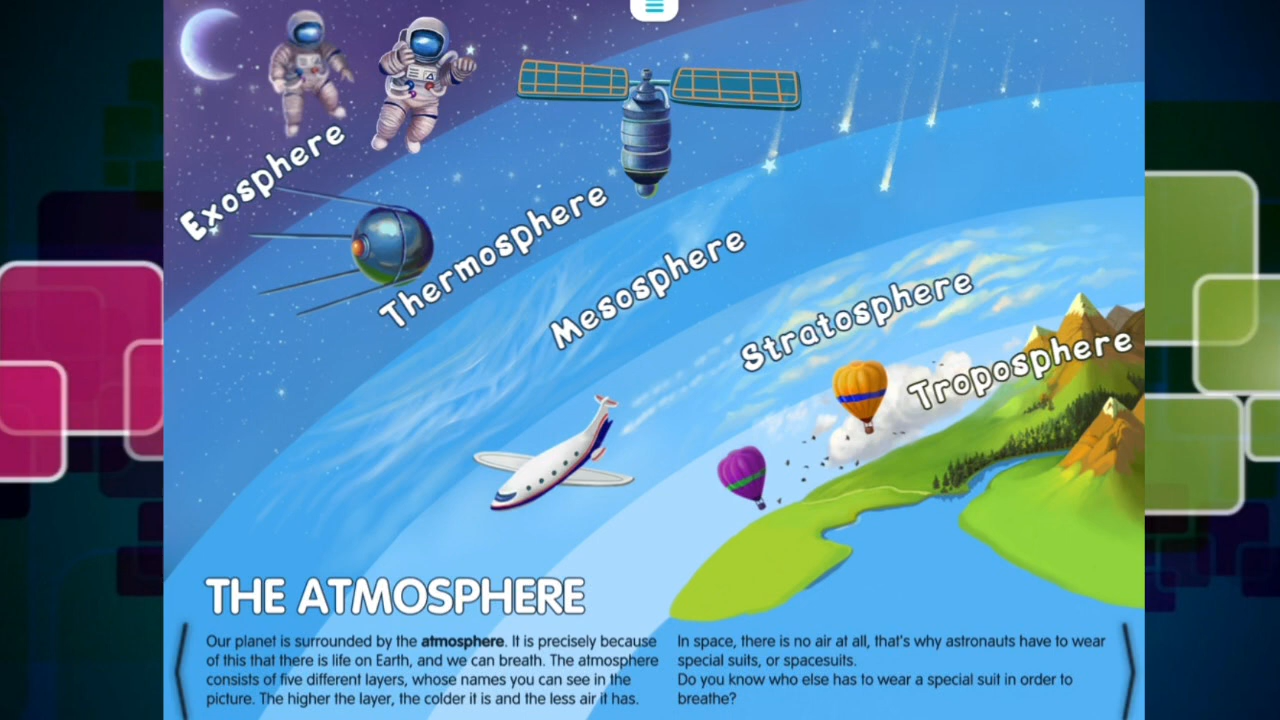 Exosphere
Thermosphere
Mesosphere
Stratosphere
Troposphere
THE ATMOSPHERE
Our planet is surrounded by the atmosphere. It is precisely because
of this that there is life on Earth, and we can breath. The atmosphere
consists of five different layers, whose names you can see in the
picture. The higher the layer, the colder it is and the less air it has.
In space, there is no air at all, that's why astronauts have to wear
special suits, or spacesuits.
Do you know who else has to wear a special suit in order to
breathe?